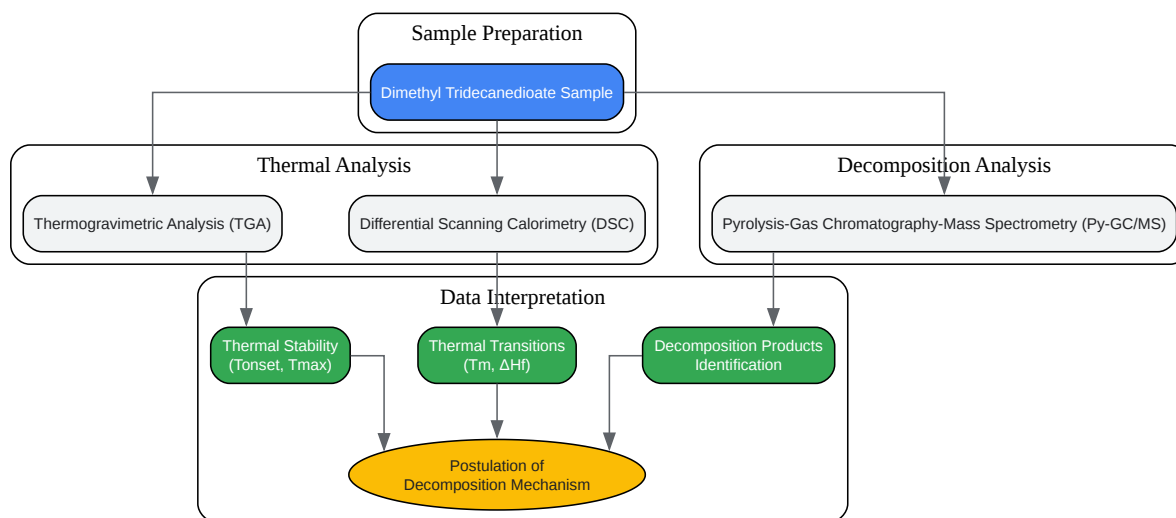 Sample Preparation
Dimethyl Tridecanedioate Sample
Thermal Analysis
Decomposition Analysis
Thermogravimetric Analysis (TGA)
Differential Scanning Calorimetry (DSC)
Pyrolysis-Gas Chromatography-Mass Spectrometry (Py-GC/MS)
Data Interpretation
Thermal Stability
(Tonset, Tmax)
Thermal Transitions
(Tm, ΔHf)
Decomposition Products
Identification
Postulation of
Decomposition Mechanism